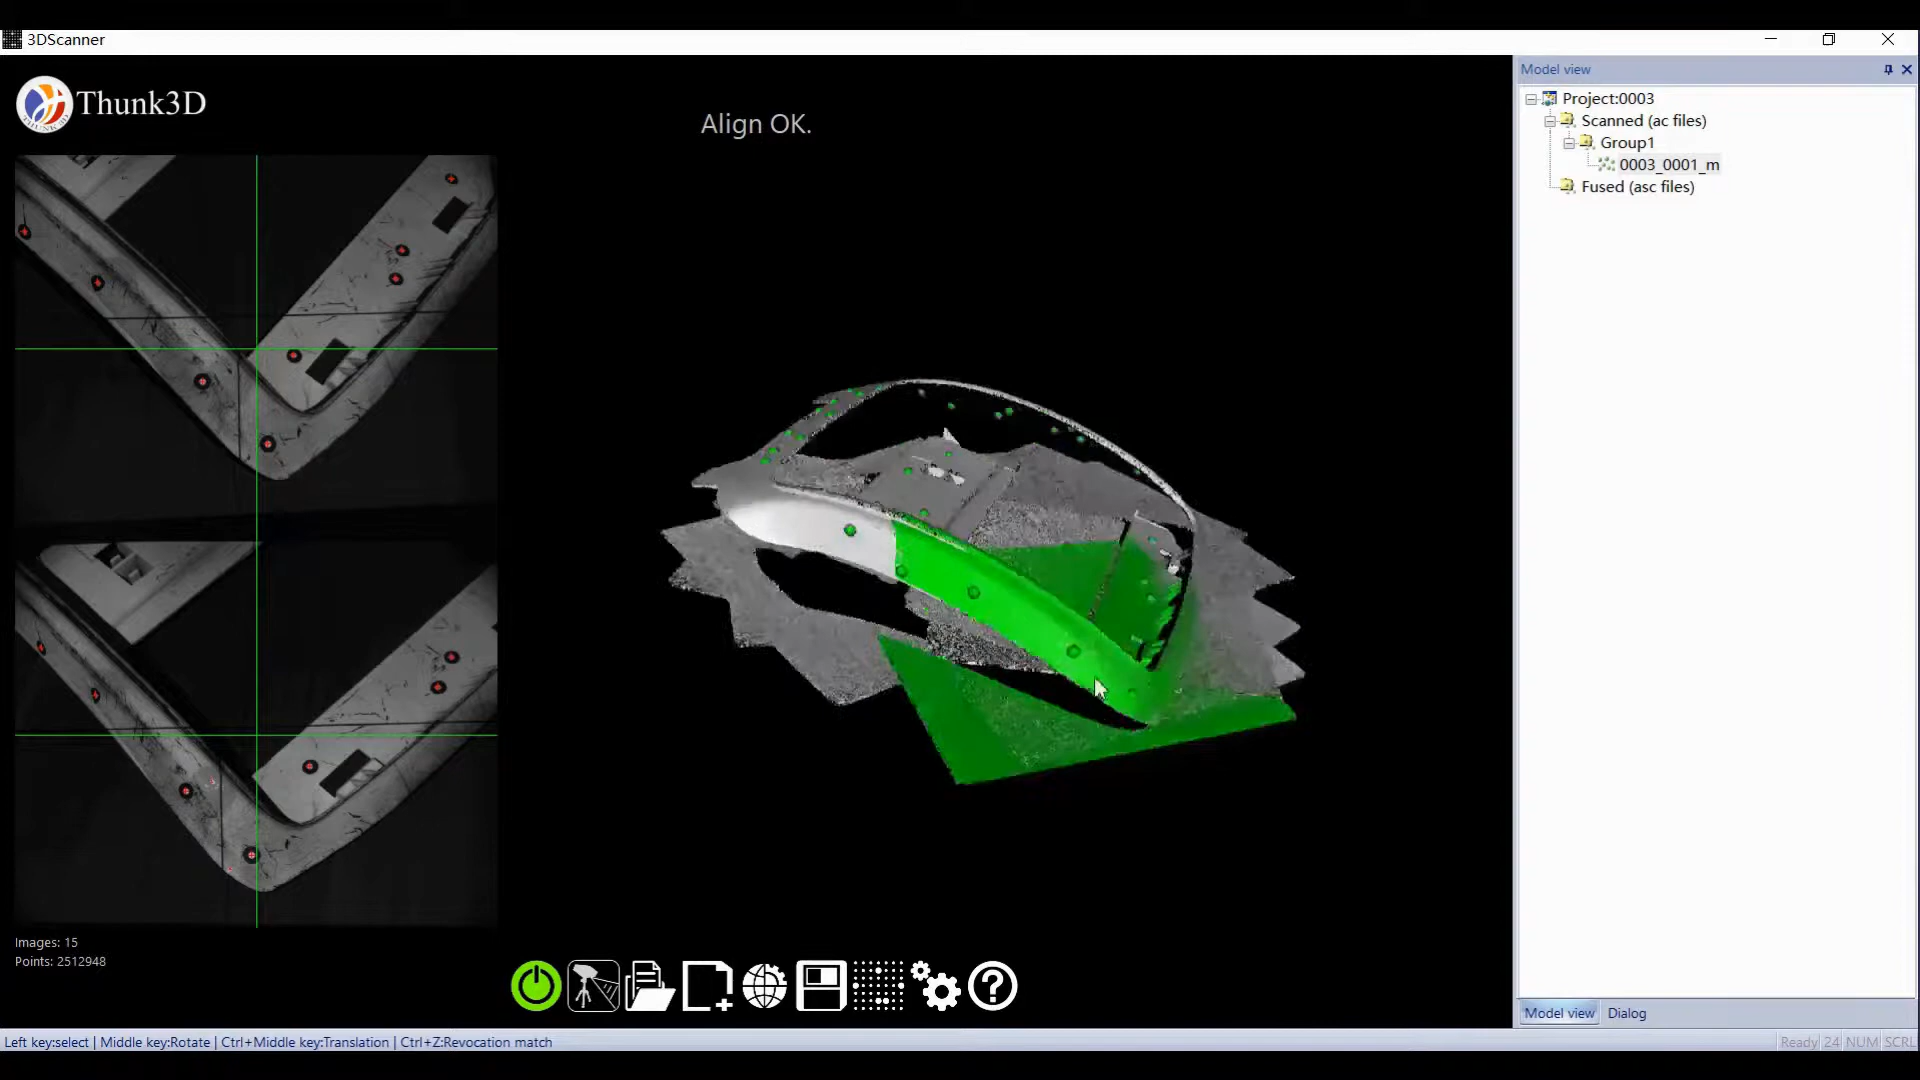 3DScanner
Thunk3D
Align OK.
Images: 15
Points: 2512948
Left key:select | Middle key:Rotate | Ctrl+Middle key:Translation | Ctrl+Z:Revocation match
Model view
Project:0003
Scanned (ac files)
Group1
0003_0001_m
Fused (asc files)
Model view
Dialog
Ready 24 NUM SCRL